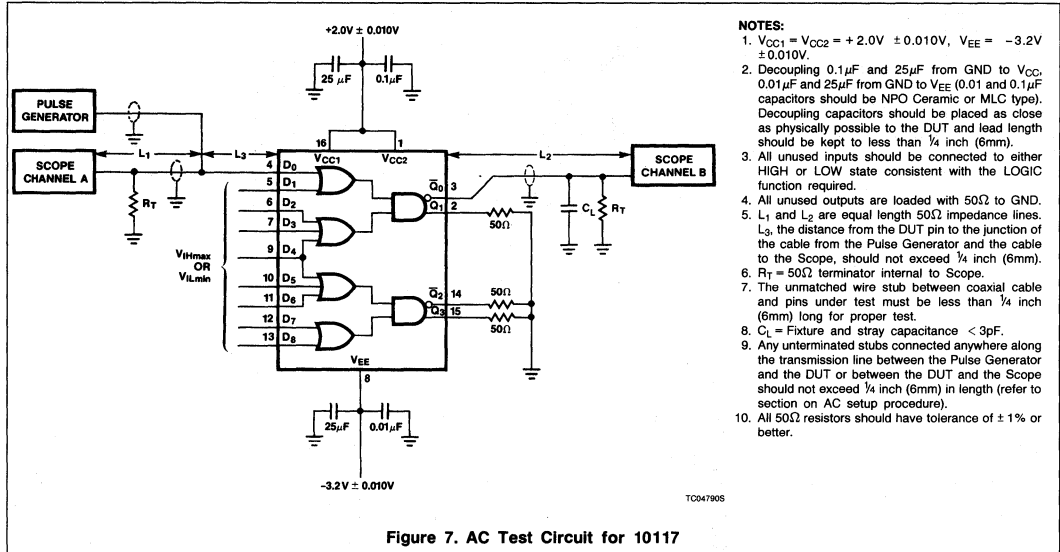 +2.0V ± 0.010V
25 μF
0.1μF
PULSE
GENERATOR
SCOPE
CHANNEL A
L1
L3
RT
16
1
VCC1
VCC2
L2
SCOPE
CHANNEL B
4 D0
5 D1
6 D2
7 D3
9 D4
10 D5
11 D6
12 D7
13 D8
VIHmax
OR
VILmin
Q̅0 3
Q1 2
50Ω
CL
RT
50Ω
Q̅2 14
Q3 15
50Ω
VEE
8
25μF
0.01μF
-3.2V ± 0.010V
TC04790S
NOTES:
1. VCC1 = VCC2 = + 2.0V ±0.010V, VEE = -3.2V
±0.010V.
2. Decoupling 0.1μF and 25μF from GND to VCC,
0.01μF and 25μF from GND to VEE (0.01 and 0.1μF
capacitors should be NPO Ceramic or MLC type).
Decoupling capacitors should be placed as close
as physically possible to the DUT and lead length
should be kept to less than 1/4 inch (6mm).
3. All unused inputs should be connected to either
HIGH or LOW state consistent with the LOGIC
function required.
4. All unused outputs are loaded with 50Ω to GND.
5. L1 and L2 are equal length 50Ω impedance lines.
L3, the distance from the DUT pin to the junction of
the cable from the Pulse Generator and the cable
to the Scope, should not exceed 1/4 inch (6mm).
6. RT = 50Ω terminator internal to Scope.
7. The unmatched wire stub between coaxial cable
and pins under test must be less than 1/4 inch
(6mm) long for proper test.
8. CL = Fixture and stray capacitance < 3pF.
9. Any unterminated stubs connected anywhere along
the transmission line between the Pulse Generator
and the DUT or between the DUT and the Scope
should not exceed 1/4 inch (6mm) in length (refer to
section on AC setup procedure).
10. All 50Ω resistors should have tolerance of ± 1% or
better.
Figure 7. AC Test Circuit for 10117